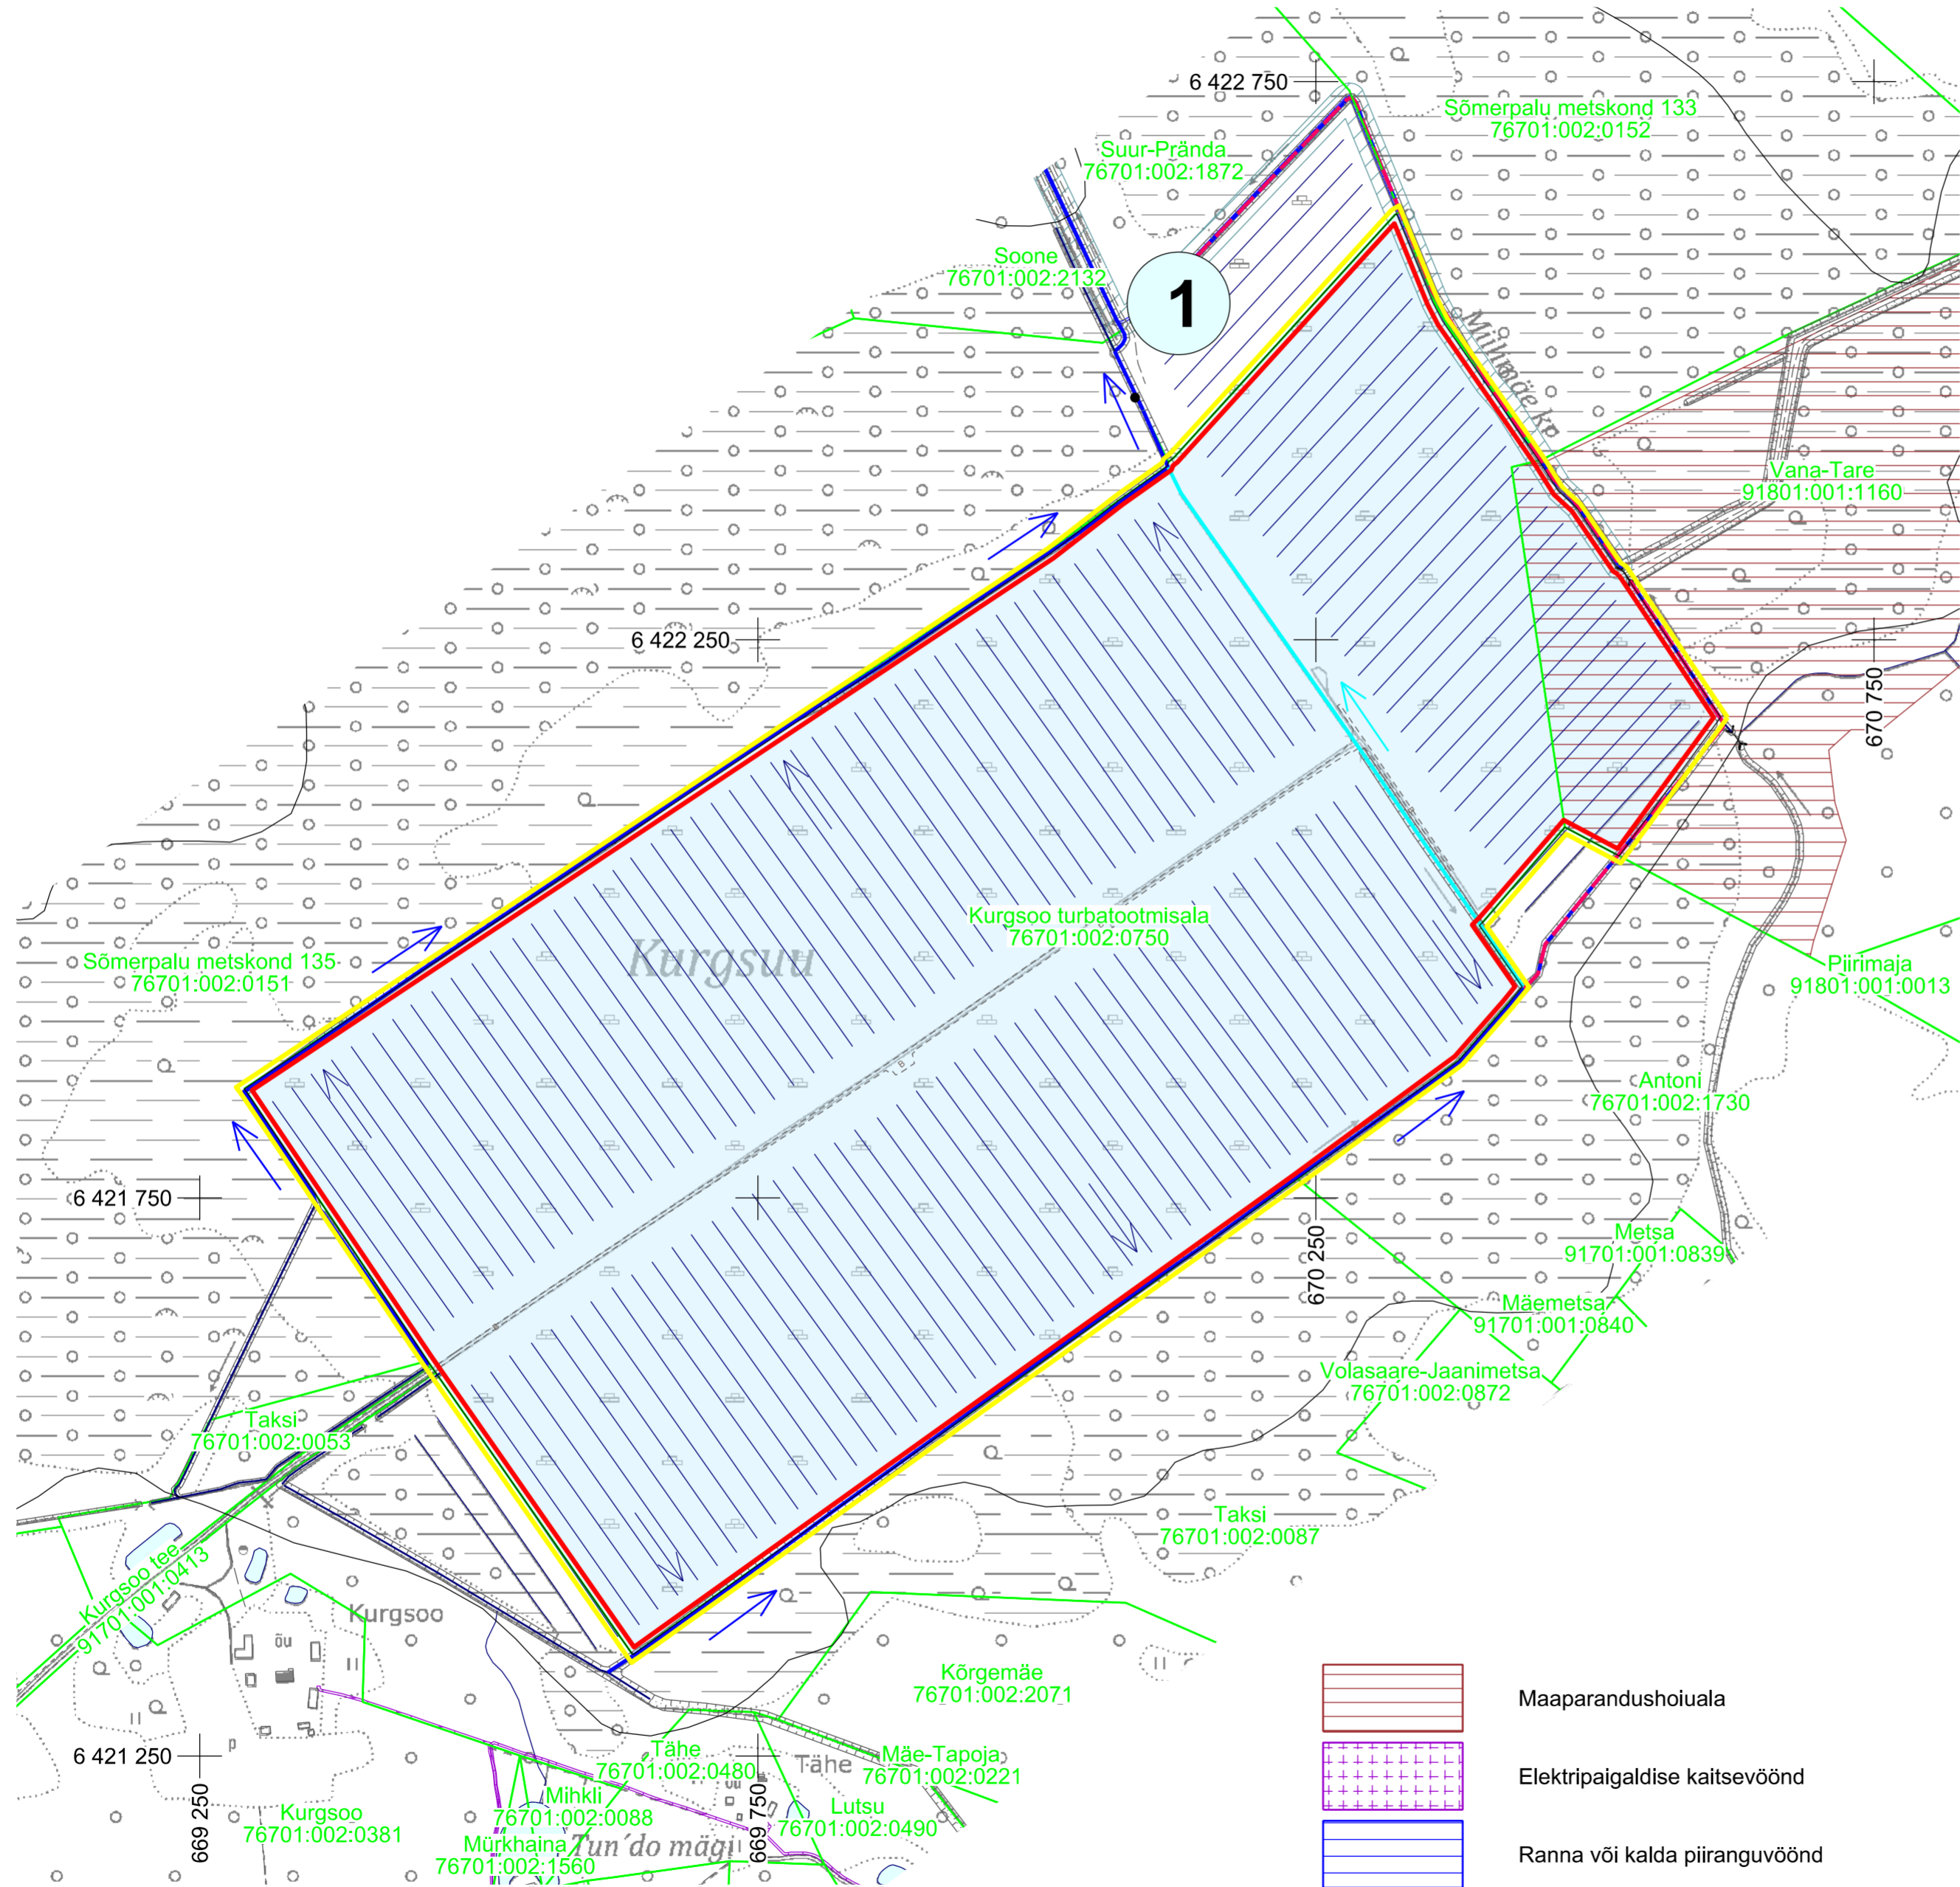 6 422 750
Sõmerpalu metskond 133
76701:002:0152
Suur-Prända
76701:002:1872
Soone
76701:002:2132
1
Vana-Tare
91801:001:1160
6 422 250
670 750
Kurgsoo turbatootmisala
76701:002:0750
Kurgsuu
Sõmerpalu metskond 135
76701:002:0151
Piirimaja
91801:001:0013
Antoni
76701:002:1730
6 421 750
670 250
Metsa
91701:001:0839
Mäemetsa
91701:001:0840
Volasaare-Jaanimetsa
76701:002:0872
Taksi
76701:002:0053
Taksi
76701:002:0087
Kurgsoo tee
91701:001:0413
Kurgsoo
õu
Kõrgemäe
76701:002:2071
Maaparandushoiuala
6 421 250
Tähe
76701:002:0480
Tähe
Mäe-Tapoja
76701:002:0221
Elektripaigaldise kaitsevöönd
669 250
669 750
Kurgsoo
76701:002:0381
Mihkli
76701:002:0088
Lutsu
76701:002:0490
Mürkhaina
76701:002:1560
Tun´do mägi
Ranna või kalda piiranguvöönd